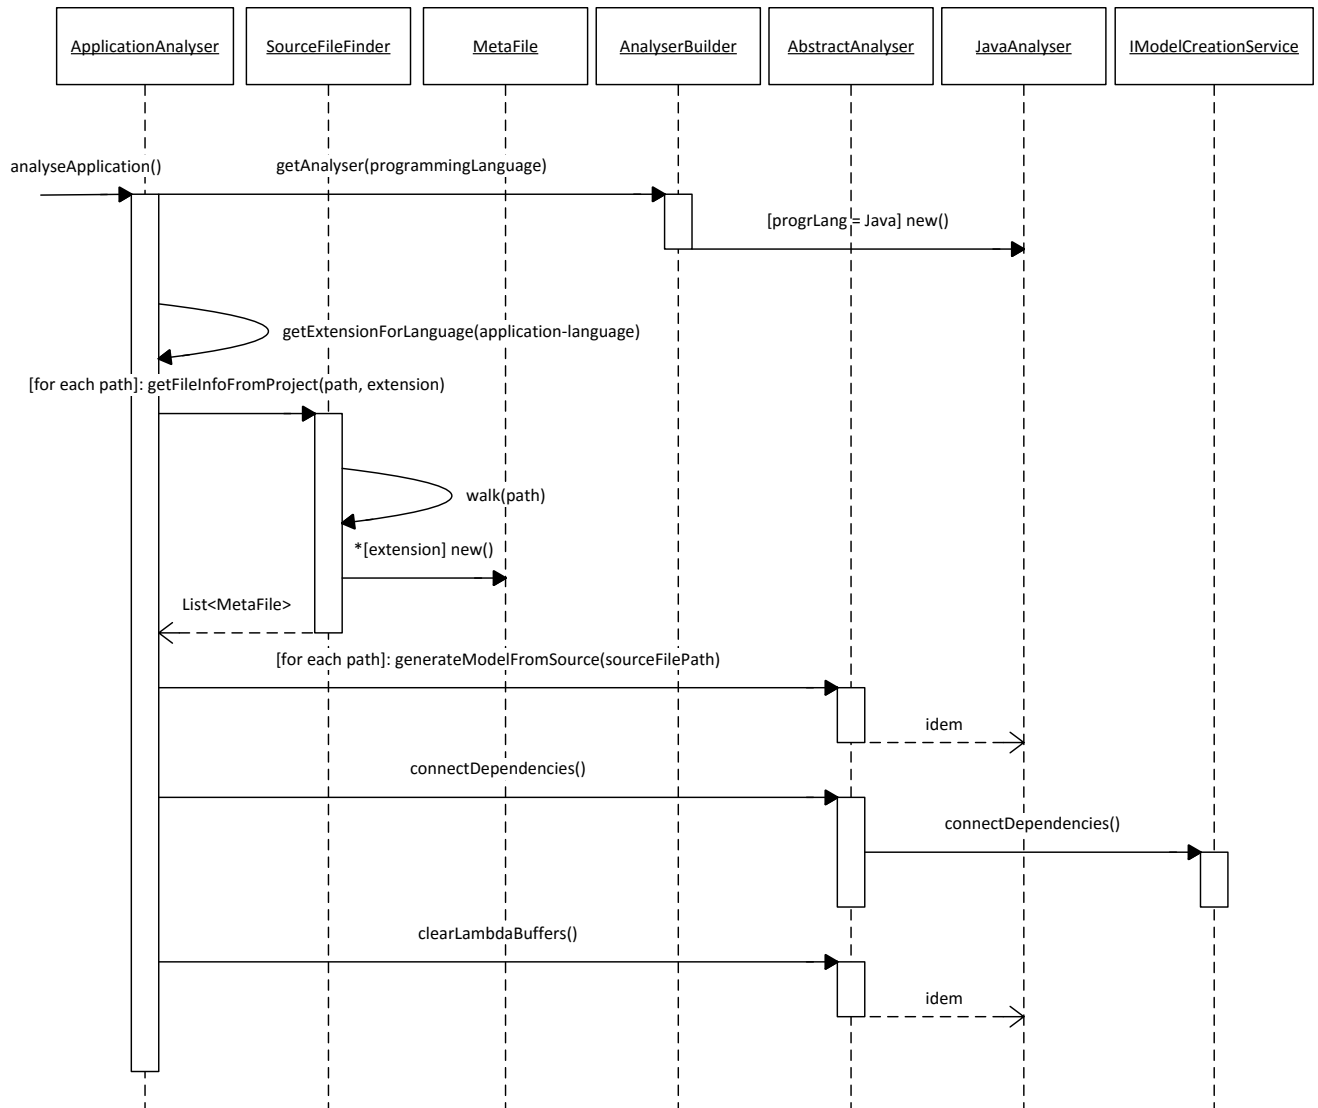 ApplicationAnalyser
SourceFileFinder
MetaFile
AnalyserBuilder
AbstractAnalyser
JavaAnalyser
IModelCreationService
analyseApplication()
getAnalyser(programmingLanguage)
[progrLang = Java] new()
getExtensionForLanguage(application-language)
[for each path]: getFileInfoFromProject(path, extension)
walk(path)
*[extension] new()
List<MetaFile>
[for each path]: generateModelFromSource(sourceFilePath)
idem
connectDependencies()
connectDependencies()
clearLambdaBuffers()
idem